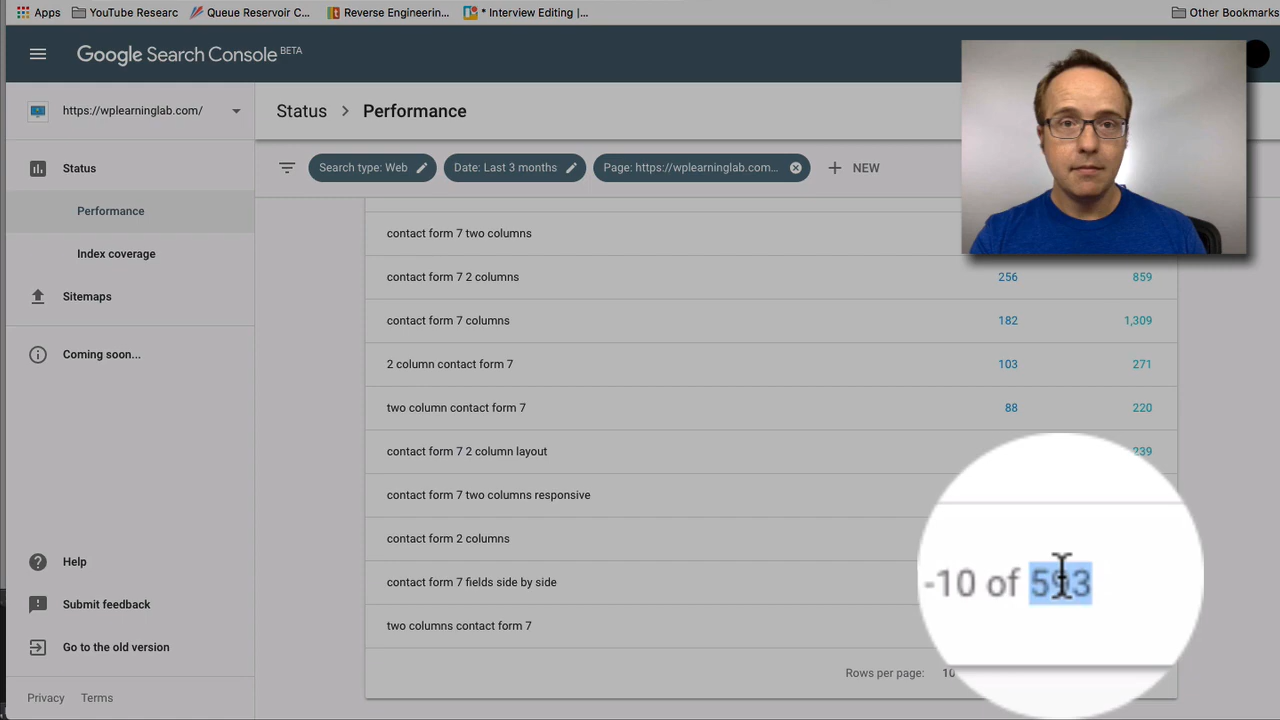 Apps YouTube Researc Queue Reservoir C... Reverse Engineerin... * Interview Editing |... Other Bookmarks
Google Search Console BETA
https://wplearninglab.com/
Status > Performance
Status
Search type: Web Date: Last 3 months Page: https://wplearninglab.com... + NEW
Performance
contact form 7 two columns
Index coverage
contact form 7 2 columns 256 859
Sitemaps
contact form 7 columns 182 1,309
Coming soon...
2 column contact form 7 103 271
two column contact form 7 88 220
contact form 7 2 column layout 239
contact form 7 two columns responsive
contact form 2 columns
Help
contact form 7 fields side by side
-10 of 593
Submit feedback
two columns contact form 7
Go to the old version
Rows per page: 10
Privacy Terms